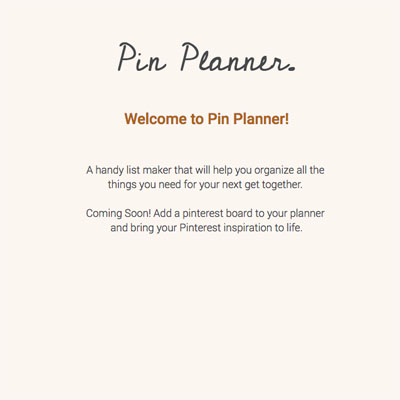 Pin Planner.
Welcome to Pin Planner!
A handy list maker that will help you organize all the
things you need for your next get together.
Coming Soon! Add a pinterest board to your planner
and bring your Pinterest inspiration to life.